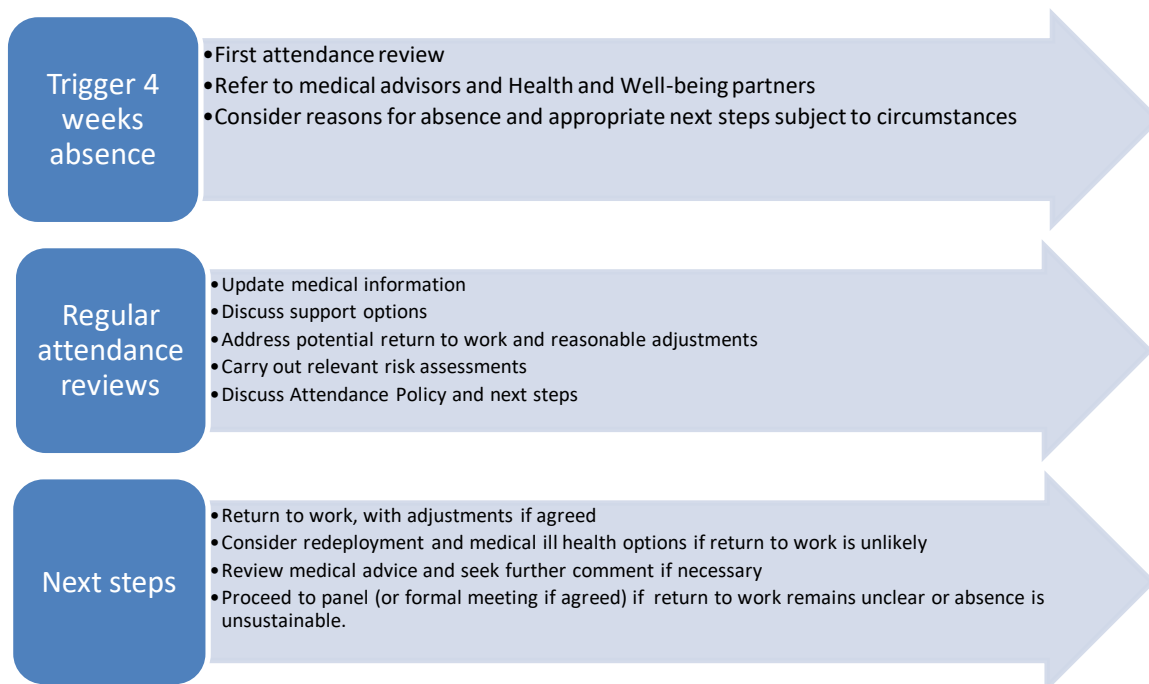 Trigger 4
weeks
absence
•First attendance review
•Refer to medical advisors and Health and Well-being partners
•Consider reasons for absence and appropriate next steps subject to circumstances
Regular
attendance
reviews
•Update medical information
•Discuss support options
•Address potential return to work and reasonable adjustments
•Carry out relevant risk assessments
•Discuss Attendance Policy and next steps
Next steps
•Return to work, with adjustments if agreed
•Consider redeployment and medical ill health options if return to work is unlikely
•Review medical advice and seek further comment if necessary
•Proceed to panel (or formal meeting if agreed) if return to work remains unclear or absence is
unsustainable.